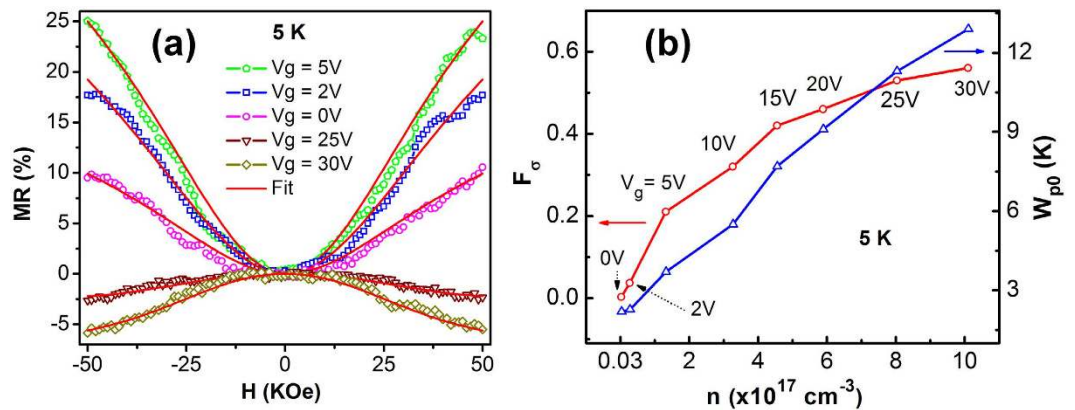 (a)
5 K
Vg = 5V
Vg = 2V
Vg = 0V
Vg = 25V
Vg = 30V
Fit
MR (%)
25
20
15
10
5
0
-5
-50
-25
0
25
50
H (KOe)
(b)
F_σ
0.6
0.4
0.2
0.0
0V
2V
V_g= 5V
10V
15V
20V
25V
30V
5 K
12
9
6
3
W_p0 (K)
0.03
2
4
6
8
10
n (x10^17 cm^-3)